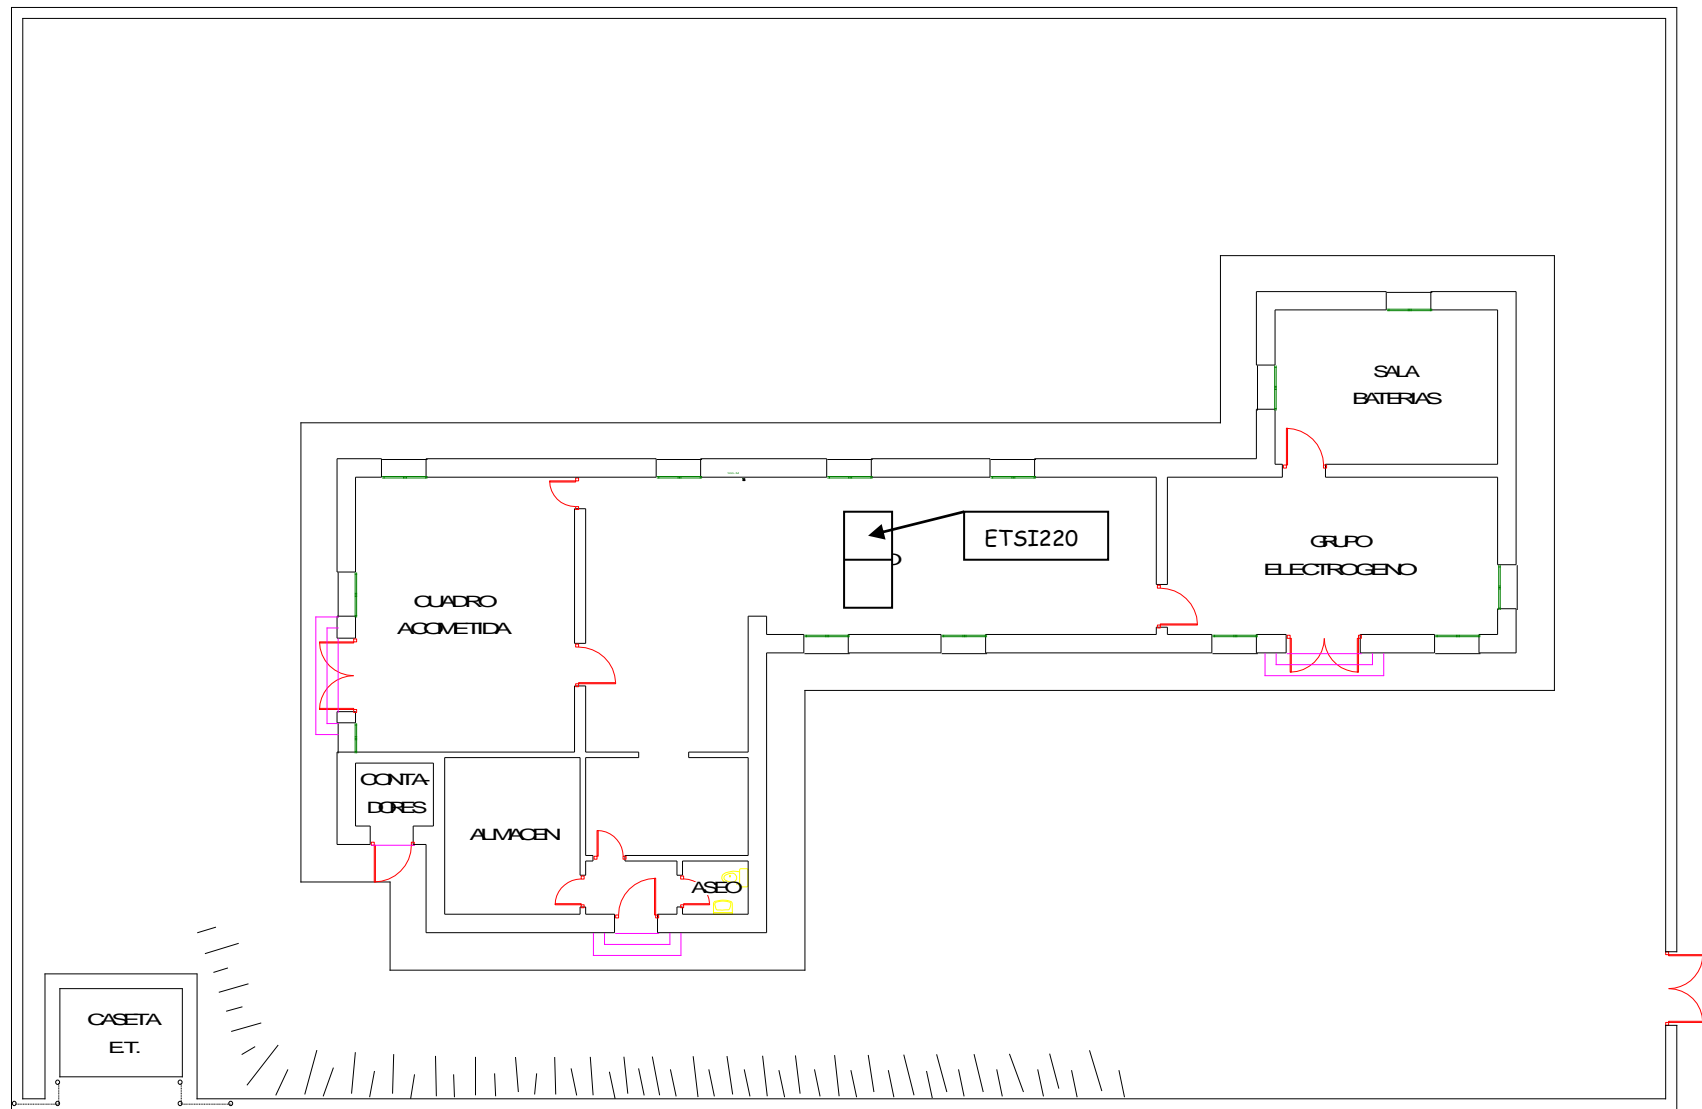 SALA
BATERIAS
ETSI220
GRUPO
ELECTROGENO
CUADRO
ACOMETIDA
CONTA-
DORES
ALMACEN
ASEO
CASETA
E.T.